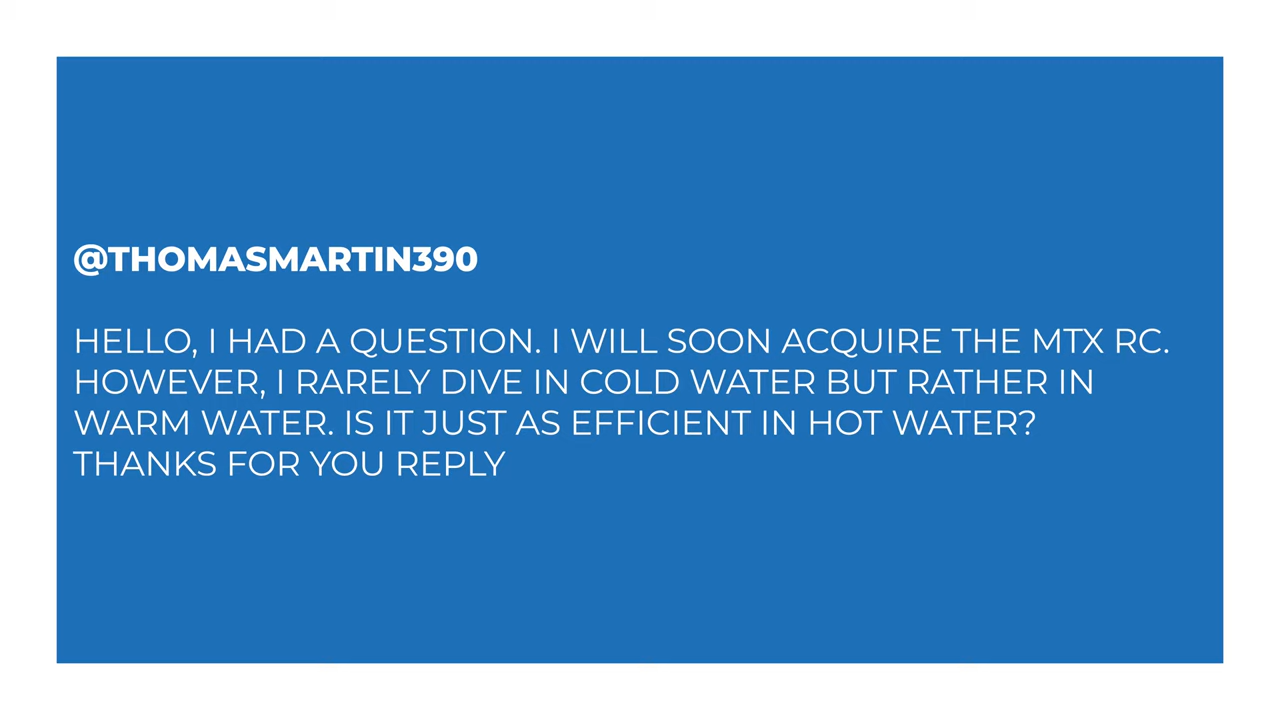 @THOMASMARTIN390
HELLO, I HAD A QUESTION. I WILL SOON ACQUIRE THE MTX RC.
HOWEVER, I RARELY DIVE IN COLD WATER BUT RATHER IN
WARM WATER. IS IT JUST AS EFFICIENT IN HOT WATER?
THANKS FOR YOU REPLY